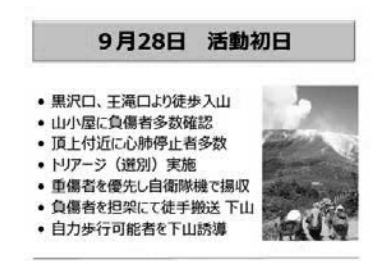 9月28日 活動初日
• 黒沢口、王滝口より徒歩入山
• 山小屋に負傷者多数確認
• 頂上付近に心肺停止者多数
• トリアージ（選別）実施
• 重傷者を優先し自衛隊機で揚収
• 負傷者を担架にて徒手搬送 下山
• 自力歩行可能者を下山誘導